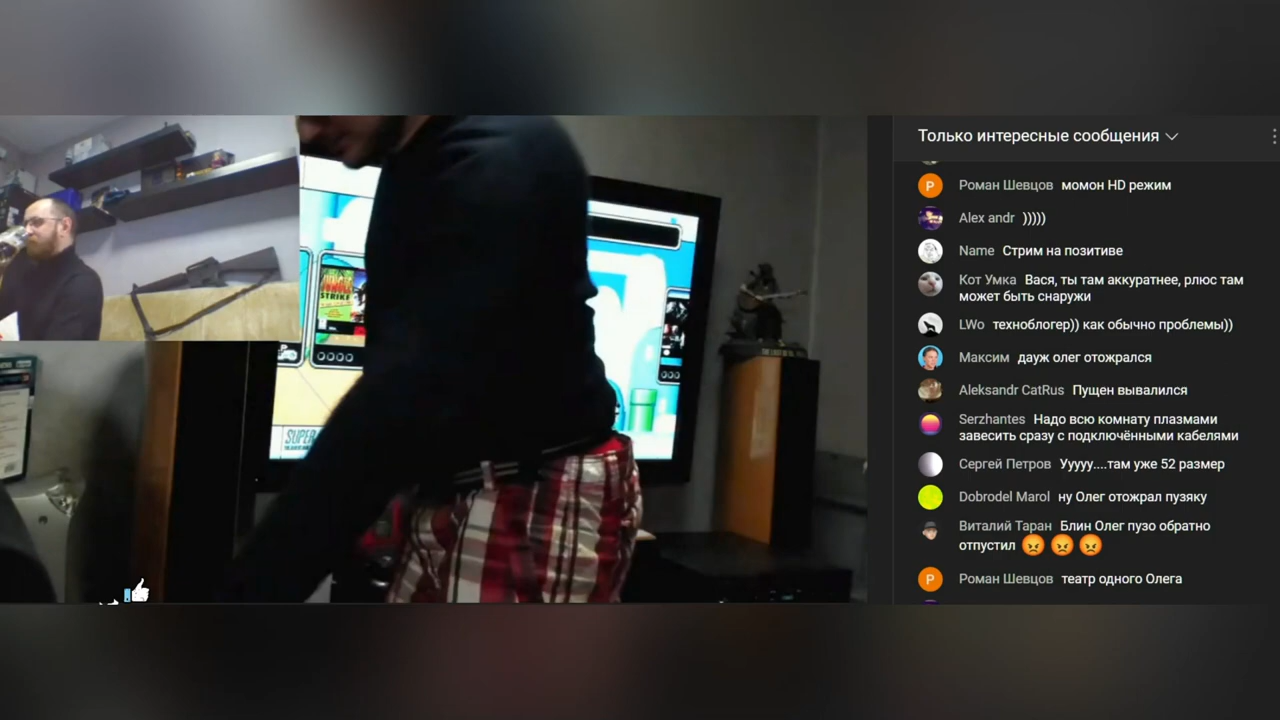 Только интересные сообщения
Роман Шевцов момон HD режим
Alex andr )))))
Name Стрим на позитиве
Кот Умка Вася, ты там аккуратнее, рлюс там
может быть снаружи
LWo техноблогер)) как обычно проблемы))
Максим дауж олег отожрался
Aleksandr CatRus Пущен вывалился
Serzhantes Надо всю комнату плазмами
завесить сразу с подключёнными кабелями
Сергей Петров Ууууу....там уже 52 размер
Dobrodel Marol ну Олег отожрал пузяку
Виталий Таран Блин Олег пузо обратно
отпустил 😡 😡 😡
Р Роман Шевцов театр одного Олега
JUNGLE
STRIKE
SUPER